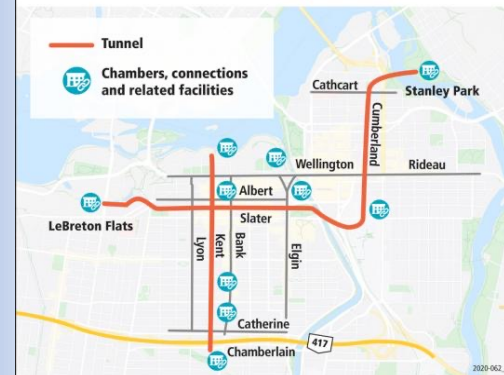 Tunnel
Chambers, connections
and related facilities
Cathcart
Stanley Park
Cumberland
Wellington
Rideau
Albert
LeBreton Flats
Slater
Lyon
Kent
Bank
Elgin
Catherine
417
Chamberlain
2020-062